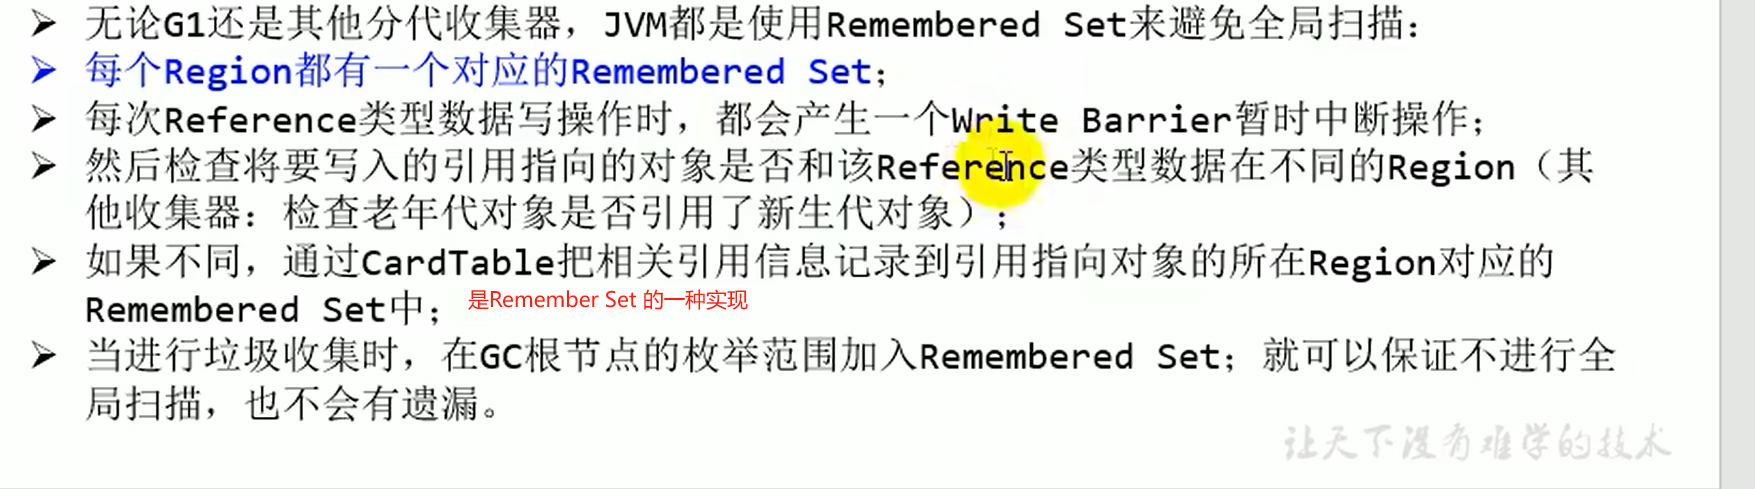 ➤ 无论G1还是其他分代收集器，JVM都是使用Remembered Set来避免全局扫描：
➤ 每个Region都有一个对应的Remembered Set；
➤ 每次Reference类型数据写操作时，都会产生一个Write Barrier暂时中断操作；
➤ 然后检查将要写入的引用指向的对象是否和该Reference类型数据在不同的Region（其
他收集器：检查老年代对象是否引用了新生代对象）；
➤ 如果不同，通过CardTable把相关引用信息记录到引用指向对象的所在Region对应的
Remembered Set中； 是Remember Set 的一种实现
➤ 当进行垃圾收集时，在GC根节点的枚举范围加入Remembered Set；就可以保证不进行全
局扫描，也不会有遗漏。
让天下没有难学的技术